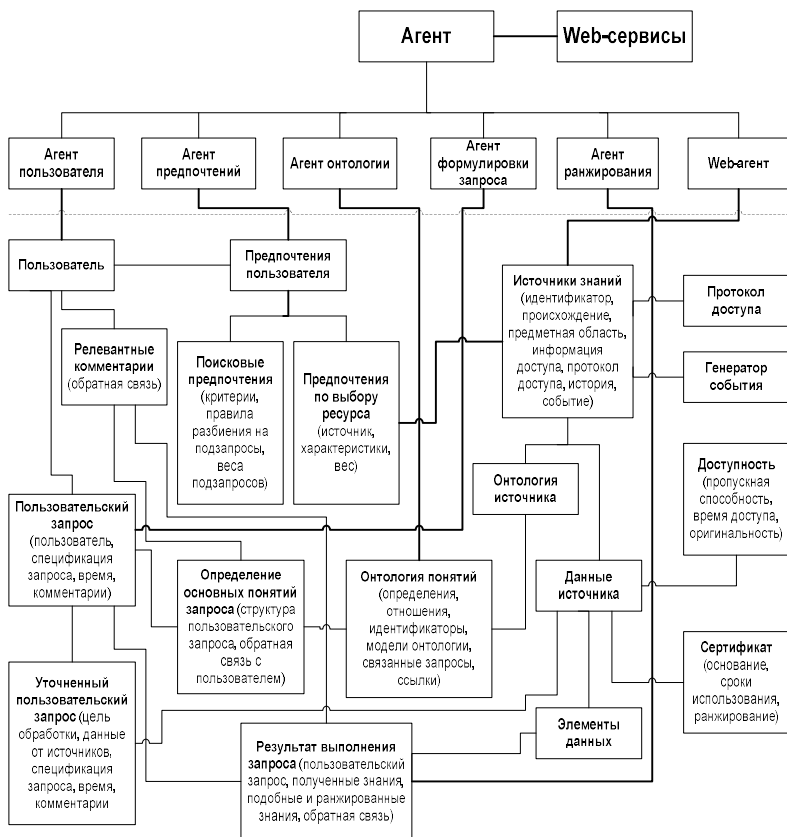 Агент
Web-сервисы
Агент
пользователя
Агент
предпочтений
Агент онтологии
Агент
формулировки
запроса
Агент
ранжирования
Web-агент
Пользователь
Предпочтения
пользователя
Источники знаний
(идентификатор,
происхождение,
предметная область,
информация
доступа, протокол
доступа, история,
событие)
Протокол
доступа
Генератор
события
Релевантные
комментарии
(обратная связь)
Поисковые
предпочтения
(критерии,
правила
разбиения на
подзапросы,
веса
подзапросов)
Предпочтения
по выбору
ресурса
(источник,
характеристики,
вес)
Онтология
источника
Доступность
(пропускная
способность,
время доступа,
оригинальность)
Пользовательский
запрос
(пользователь,
спецификация
запроса, время,
комментарии)
Определение
основных понятий
запроса (структура
пользовательского
запроса, обратная
связь с
пользователем)
Онтология понятий
(определения,
отношения,
идентификаторы,
модели онтологии,
связанные запросы,
ссылки)
Данные
источника
Сертификат
(основание,
сроки
использования,
ранжирование)
Уточненный
пользовательский
запрос (цель
обработки, данные
от источников,
спецификация
запроса, время,
комментарии
Элементы
данных
Результат выполнения
запроса (пользовательский
запрос, полученные знания,
подобные и ранжированные
знания, обратная связь)